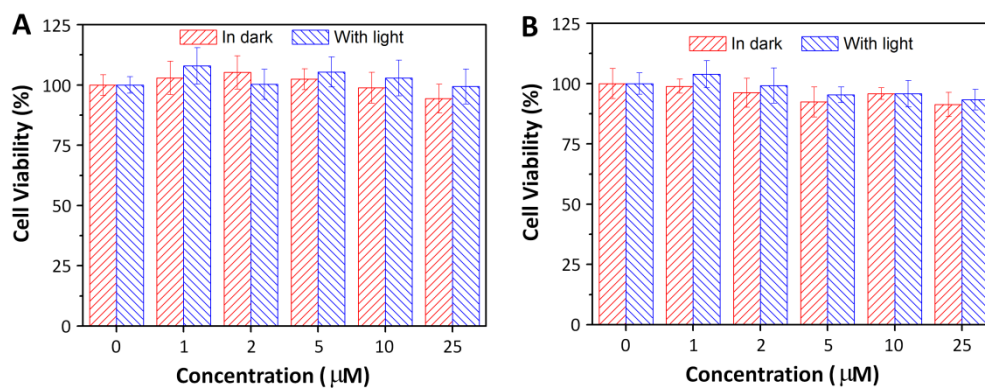 A
In dark
With light
Cell Viability (%)
125
100
75
50
25
0
0 1 2 5 10 25
Concentration ( μM)
B
In dark
With light
Cell Viability (%)
125
100
75
50
25
0
0 1 2 5 10 25
Concentration ( μM)